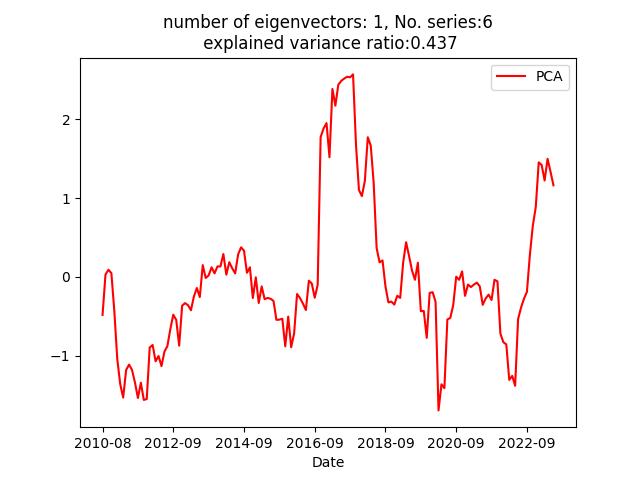 number of eigenvectors: 1, No. series:6
explained variance ratio:0.437
PCA
2
1
0
−1
2010-08 2012-09 2014-09 2016-09 2018-09 2020-09 2022-09
Date